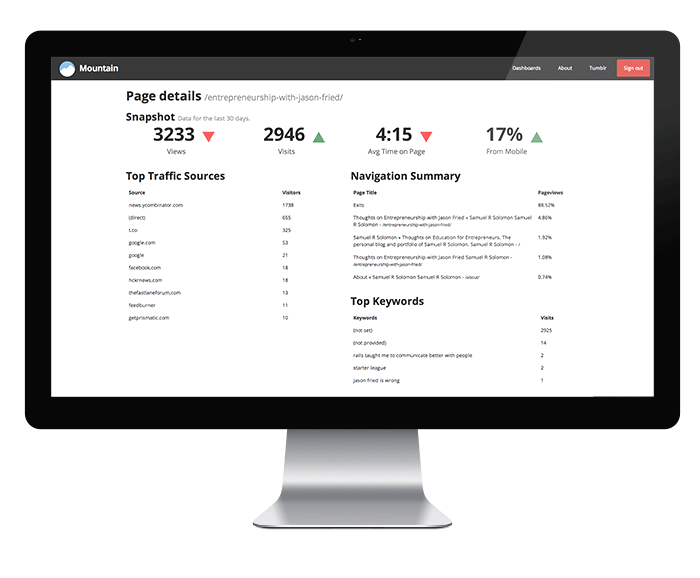 Mountain
Dashboards About Tumblr Sign out
Page details /entrepreneurship-with-jason-fried/
Snapshot Data for the last 30 days.
3233 2946 4:15 17%
Views Visits Avg Time on Page From Mobile
Top Traffic Sources
Source Visitors
news.ycombinator.com 1738
(direct) 655
t.co 325
google.com 53
google 21
facebook.com 18
hckrnews.com 18
thefastlaneforum.com 13
feedburner 11
getprismatic.com 10
Navigation Summary
Page Title Pageviews
Exits 88.52%
Thoughts on Entrepreneurship with Jason Fried « Samuel R Solomon Samuel 4.86%
R Solomon - /entrepreneurship-with-jason-fried/
Samuel R Solomon « Thoughts on Education for Entrepreneurs. The 1.92%
personal blog and portfolio of Samuel R Solomon. Samuel R Solomon - /
Thoughts on Entrepreneurship with Jason Fried Samuel R Solomon - 1.08%
/entrepreneurship-with-jason-fried/
About « Samuel R Solomon Samuel R Solomon - /about/ 0.74%
Top Keywords
Keywords Visits
(not set) 2925
(not provided) 14
rails taught me to communicate better with people 2
starter league 2
jason fried is wrong 1